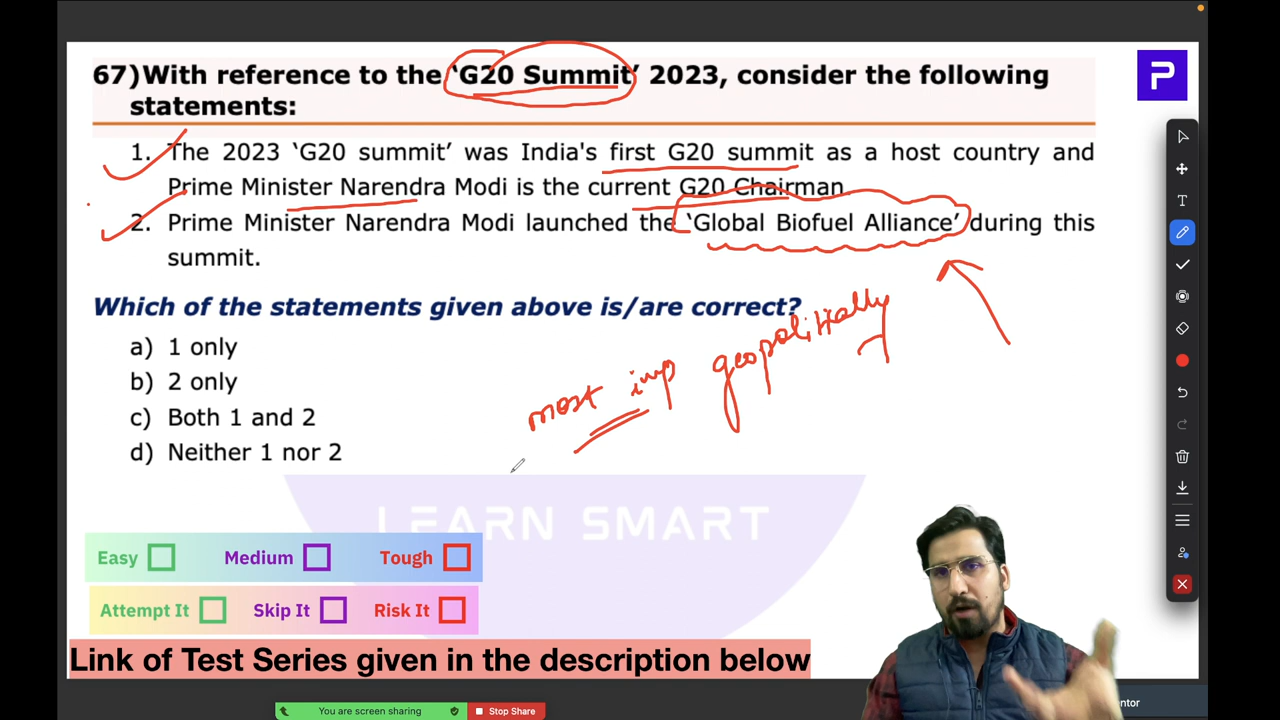 67)With reference to the ‘G20 Summit’ 2023, consider the following
statements:
1. The 2023 ‘G20 summit’ was India's first G20 summit as a host country and
Prime Minister Narendra Modi is the current G20 Chairman.
2. Prime Minister Narendra Modi launched the ‘Global Biofuel Alliance’ during this
summit.
Which of the statements given above is/are correct?
a) 1 only
b) 2 only
c) Both 1 and 2
d) Neither 1 nor 2
most imp geopolitically
LEARN SMART
Easy Medium Tough
Attempt It Skip It Risk It
Link of Test Series given in the description below
You are screen sharing Stop Share
ntor
P
T